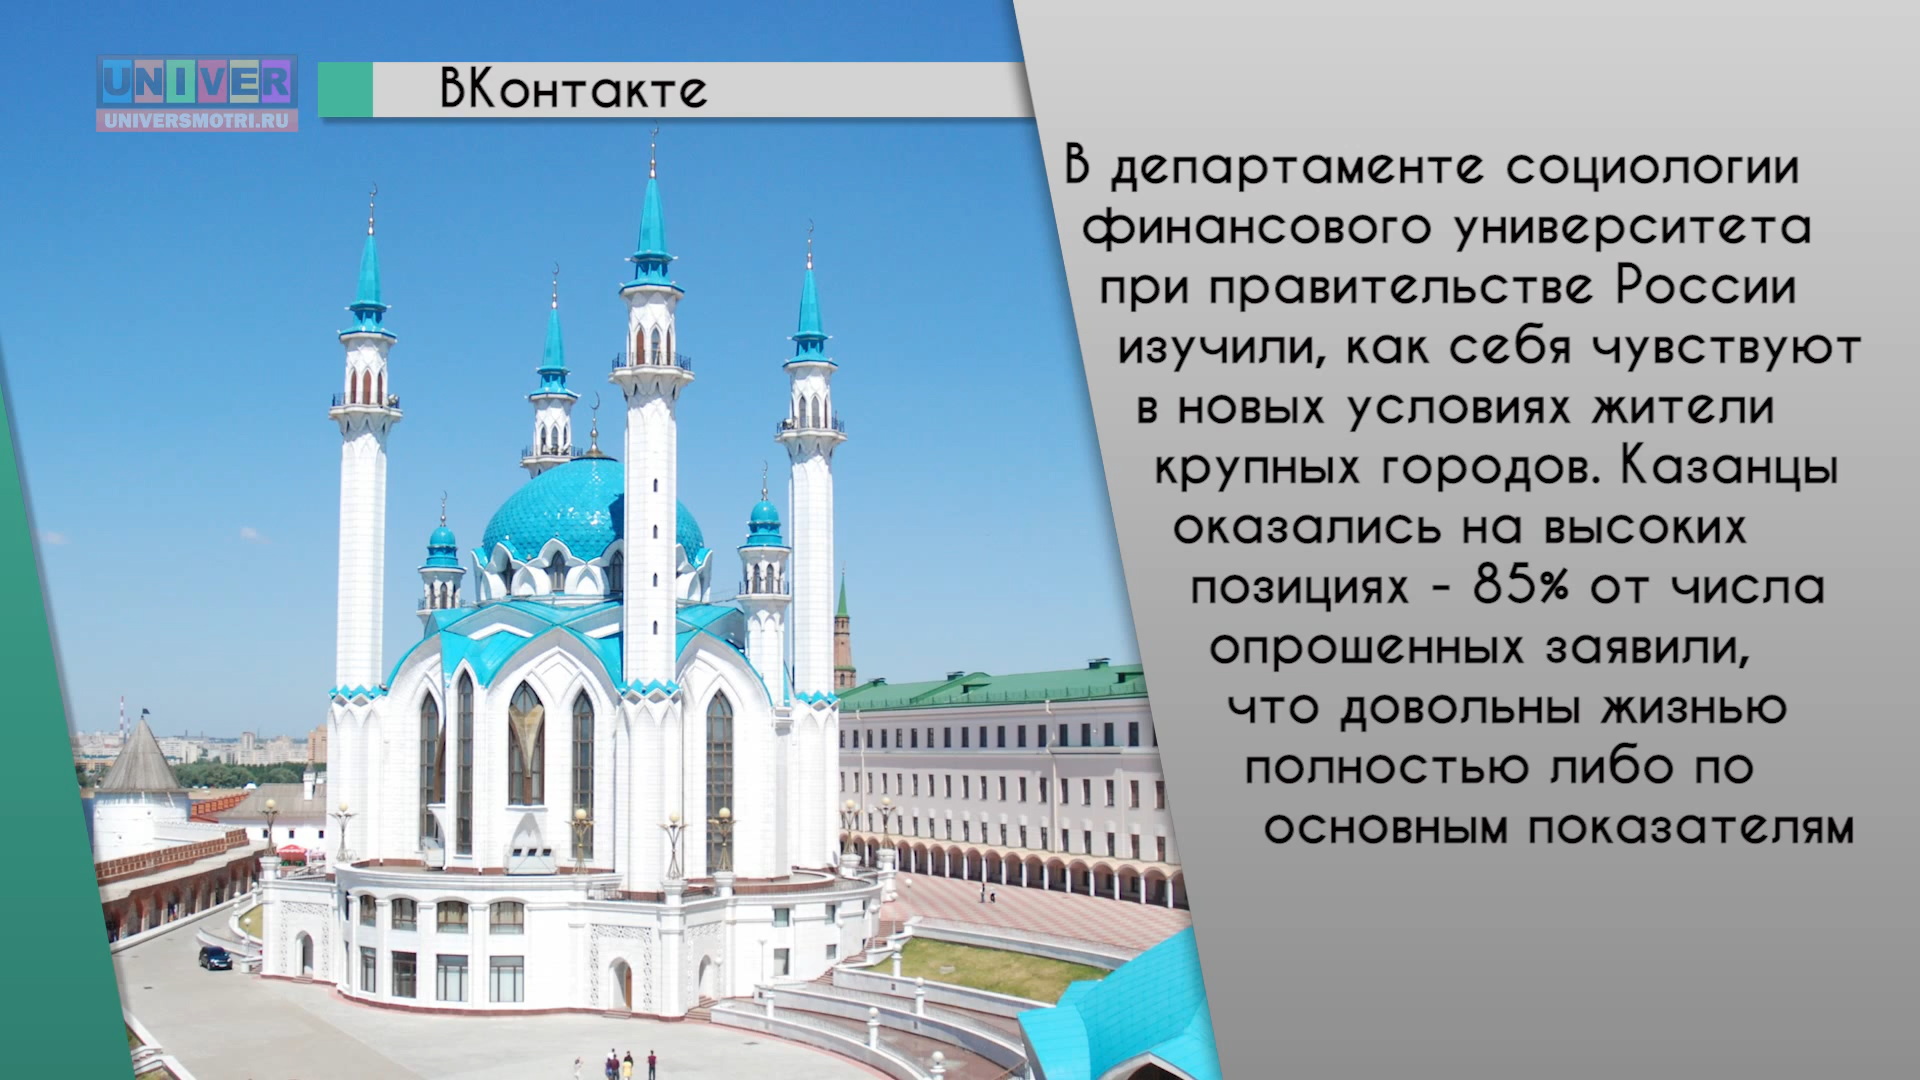 UNIVER
UNIVERSMOTRI.RU
ВКонтакте
В департаменте социологии
финансового университета
при правительстве России
изучили, как себя чувствуют
в новых условиях жители
крупных городов. Казанцы
оказались на высоких
позициях - 85% от числа
опрошенных заявили,
что довольны жизнью
полностью либо по
основным показателям